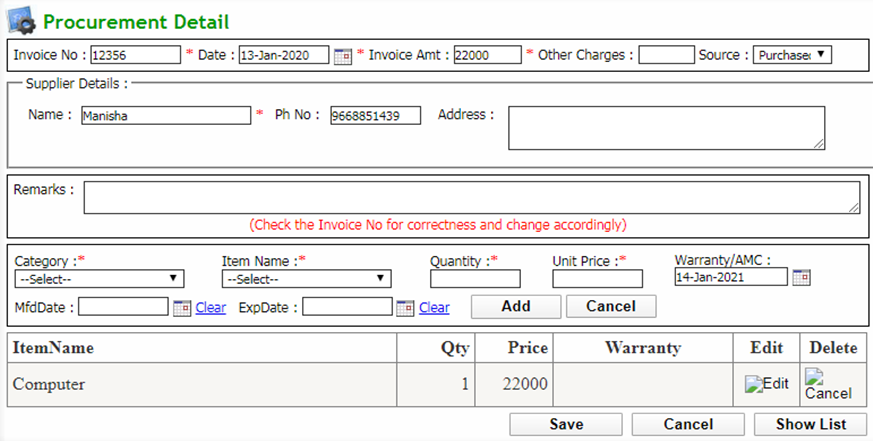 Procurement Detail
Invoice No : 12356 * Date : 13-Jan-2020 * Invoice Amt : 22000 * Other Charges : Source : Purchased
Supplier Details :
Name : Manisha * Ph No : 9668851439 Address :
Remarks :
(Check the Invoice No for correctness and change accordingly)
Category :* Item Name :* Quantity :* Unit Price :* Warranty/AMC :
--Select-- --Select-- 14-Jan-2021
MfdDate : Clear ExpDate : Clear Add Cancel
ItemName Qty Price Warranty Edit Delete
Computer 1 22000 Edit Cancel
Save Cancel Show List